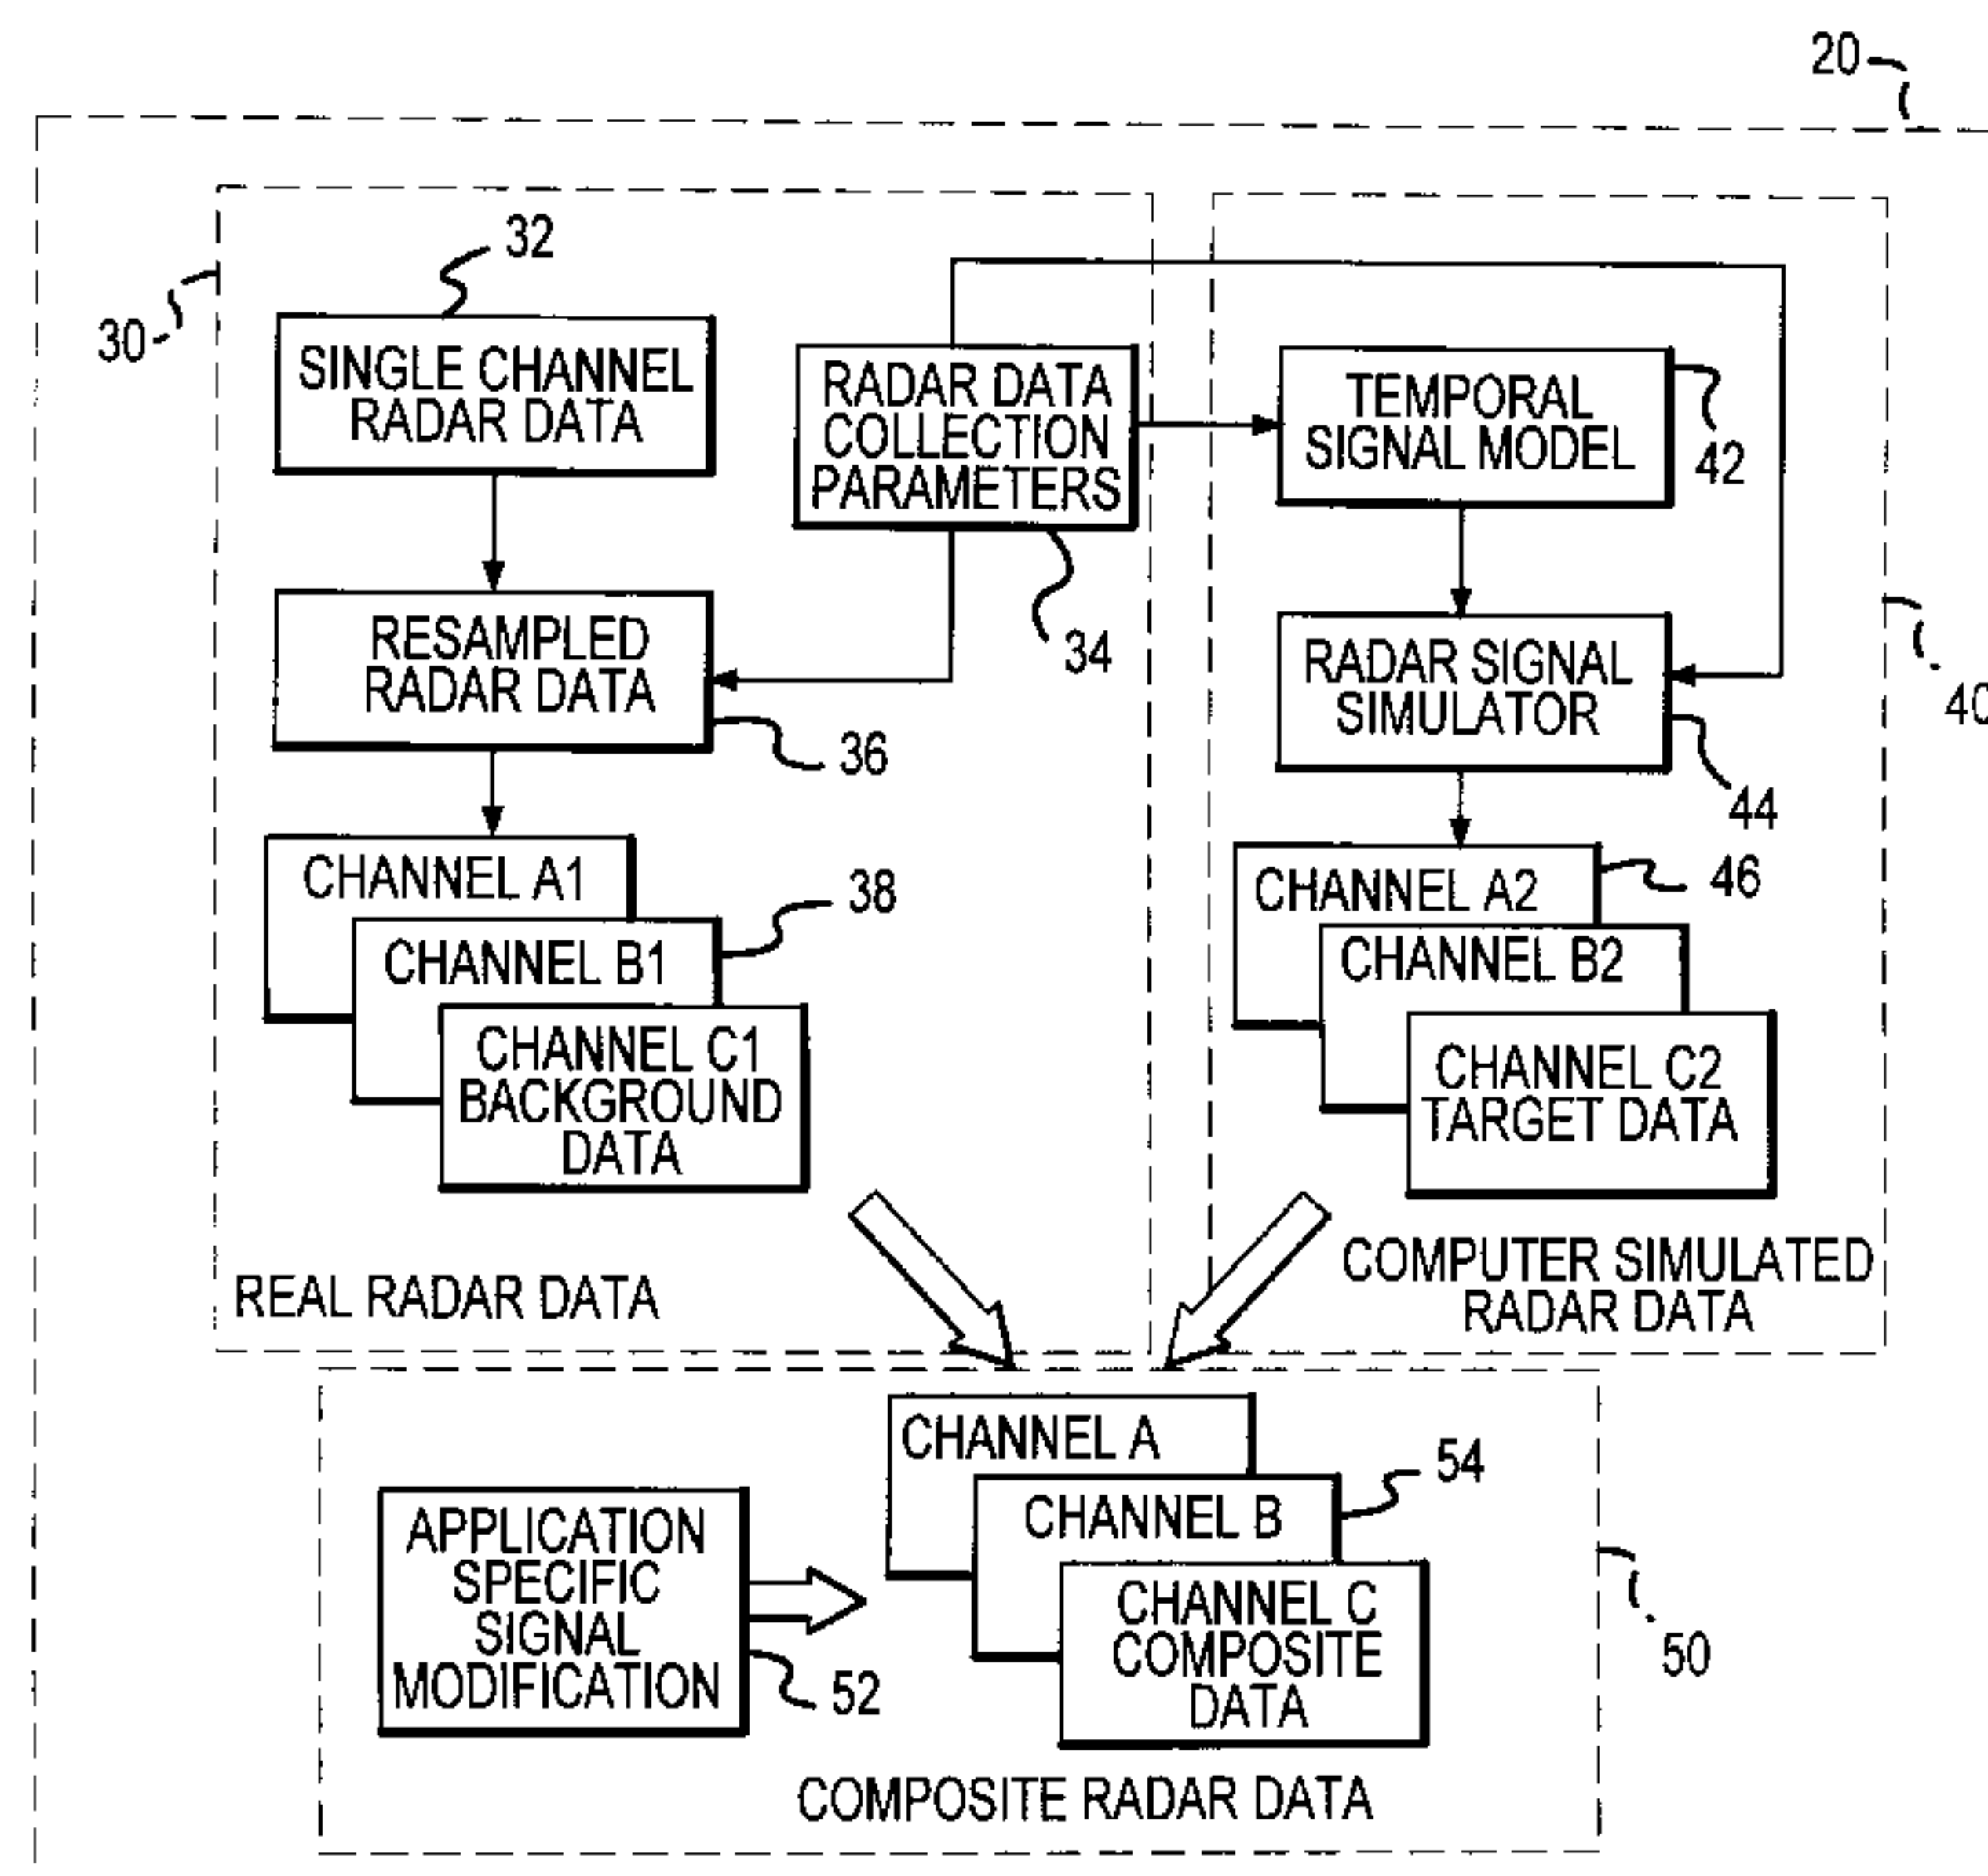 20
30
32
SINGLE CHANNEL
RADAR DATA
RADAR DATA
COLLECTION
PARAMETERS
34
TEMPORAL
SIGNAL MODEL
42
RESAMPLED
RADAR DATA
36
RADAR SIGNAL
SIMULATOR
44
40
CHANNEL A1
CHANNEL B1
38
CHANNEL C1
BACKGROUND
DATA
CHANNEL A2
46
CHANNEL B2
CHANNEL C2
TARGET DATA
REAL RADAR DATA
COMPUTER SIMULATED
RADAR DATA
APPLICATION
SPECIFIC
SIGNAL
MODIFICATION
52
CHANNEL A
CHANNEL B
54
CHANNEL C
COMPOSITE
DATA
50
COMPOSITE RADAR DATA